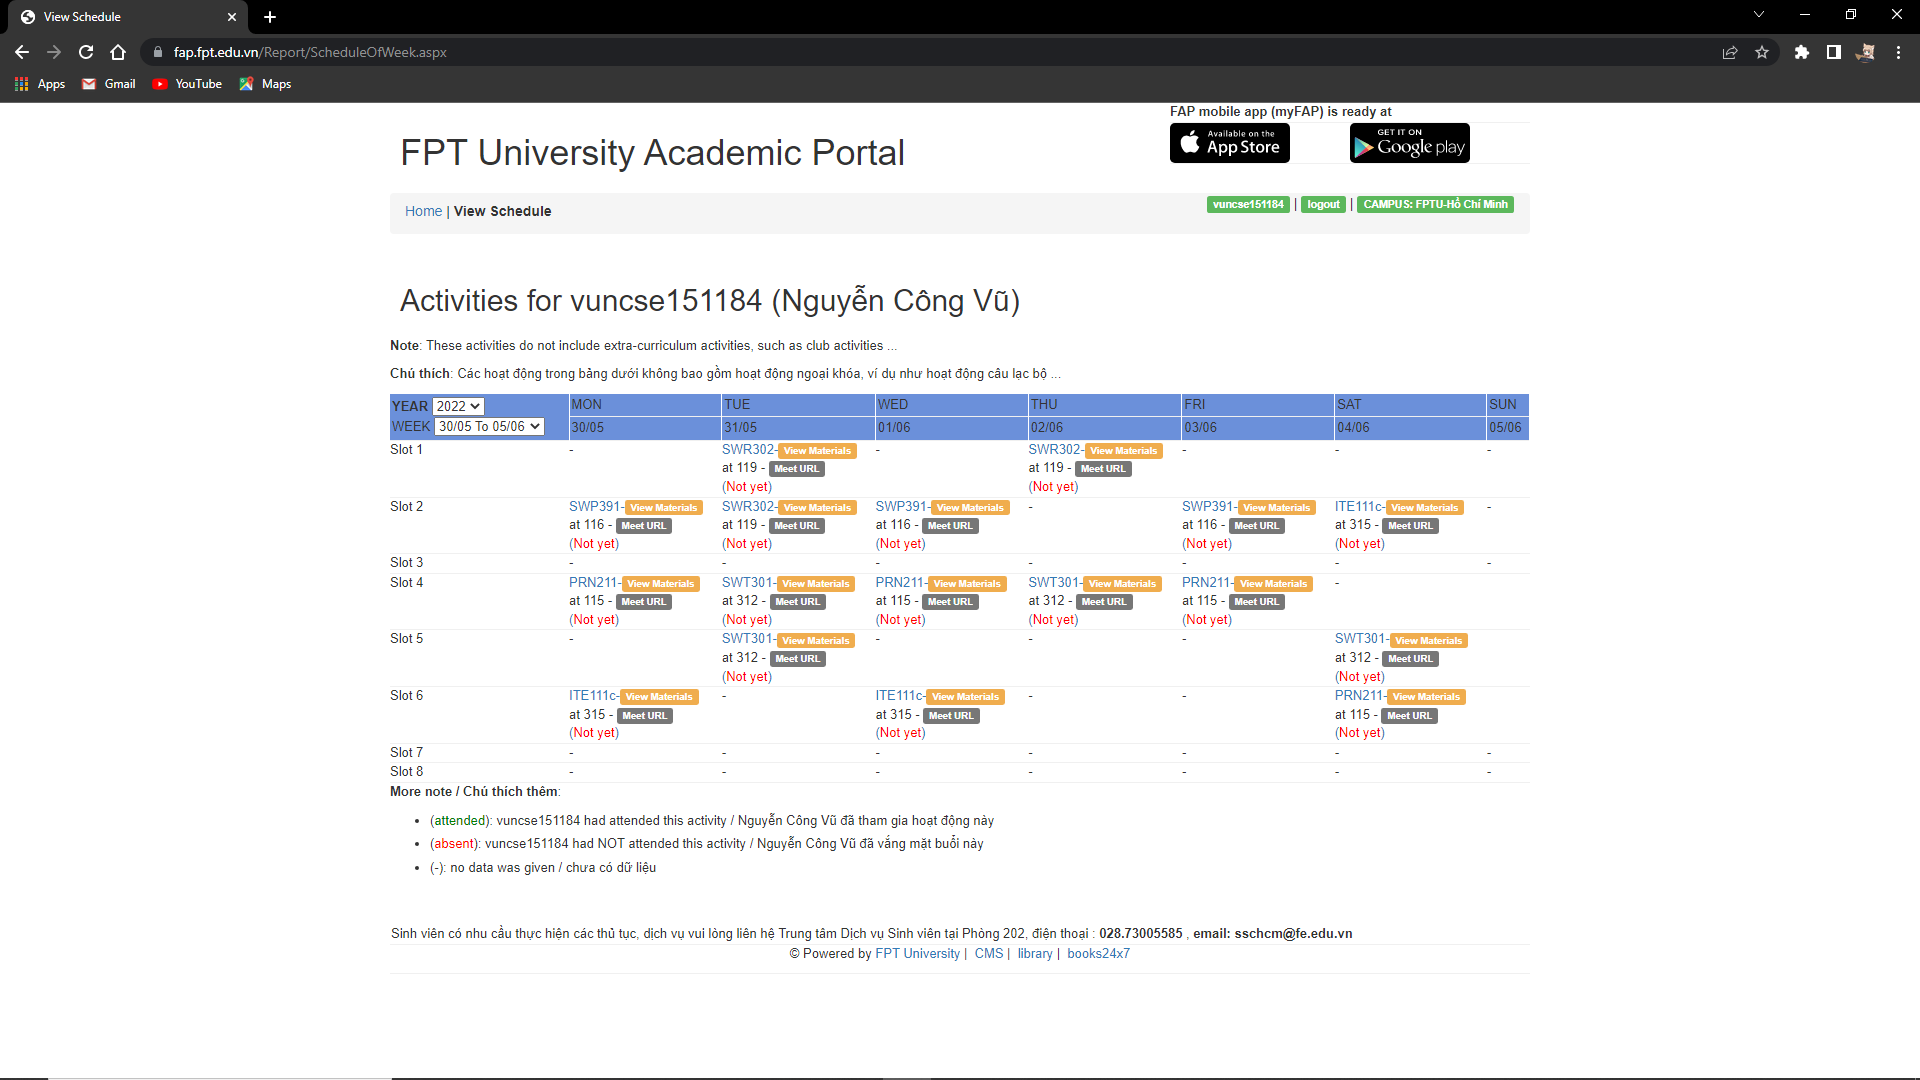 View Schedule
fap.fpt.edu.vn/Report/ScheduleOfWeek.aspx
Apps Gmail YouTube Maps
FAP mobile app (myFAP) is ready at
Available on the App Store
GET IT ON Google play
FPT University Academic Portal
Home | View Schedule
vuncse151184 | logout | CAMPUS: FPTU-Hồ Chí Minh
Activities for vuncse151184 (Nguyễn Công Vũ)
Note: These activities do not include extra-curriculum activities, such as club activities ...
Chú thích: Các hoạt động trong bảng dưới không bao gồm hoạt động ngoại khóa, ví dụ như hoạt động câu lạc bộ ...
YEAR 2022 MON TUE WED THU FRI SAT SUN
WEEK 30/05 To 05/06 30/05 31/05 01/06 02/06 03/06 04/06 05/06
Slot 1 - SWR302-View Materials - SWR302-View Materials - - -
at 119 - Meet URL at 119 - Meet URL
(Not yet) (Not yet)
Slot 2 SWP391-View Materials SWR302-View Materials SWP391-View Materials - SWP391-View Materials ITE111c-View Materials -
at 116 - Meet URL at 119 - Meet URL at 116 - Meet URL at 116 - Meet URL at 315 - Meet URL
(Not yet) (Not yet) (Not yet) (Not yet) (Not yet)
Slot 3 - - - - - - -
Slot 4 PRN211-View Materials SWT301-View Materials PRN211-View Materials SWT301-View Materials PRN211-View Materials -
at 115 - Meet URL at 312 - Meet URL at 115 - Meet URL at 312 - Meet URL at 115 - Meet URL
(Not yet) (Not yet) (Not yet) (Not yet) (Not yet)
Slot 5 - SWT301-View Materials - - - SWT301-View Materials
at 312 - Meet URL at 312 - Meet URL
(Not yet) (Not yet)
Slot 6 ITE111c-View Materials - ITE111c-View Materials - - PRN211-View Materials
at 315 - Meet URL at 315 - Meet URL at 115 - Meet URL
(Not yet) (Not yet) (Not yet)
Slot 7 - - - - - - -
Slot 8 - - - - - - -
More note / Chú thích thêm:
• (attended): vuncse151184 had attended this activity / Nguyễn Công Vũ đã tham gia hoạt động này
• (absent): vuncse151184 had NOT attended this activity / Nguyễn Công Vũ đã vắng mặt buổi này
• (-): no data was given / chưa có dữ liệu
Sinh viên có nhu cầu thực hiện các thủ tục, dịch vụ vui lòng liên hệ Trung tâm Dịch vụ Sinh viên tại Phòng 202, điện thoại : 028.73005585 , email: sschcm@fe.edu.vn
© Powered by FPT University | CMS | library | books24x7